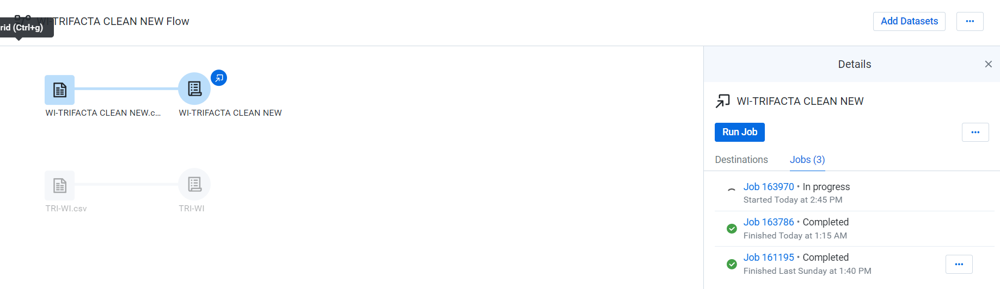 WI-TRIFACTA CLEAN NEW Flow
rid (Ctrl+g)
Add Datasets
WI-TRIFACTA CLEAN NEW.c...
WI-TRIFACTA CLEAN NEW
TRI-WI.csv
TRI-WI
Details
WI-TRIFACTA CLEAN NEW
Run Job
Destinations
Jobs (3)
Job 163970 • In progress
Started Today at 2:45 PM
Job 163786 • Completed
Finished Today at 1:15 AM
Job 161195 • Completed
Finished Last Sunday at 1:40 PM